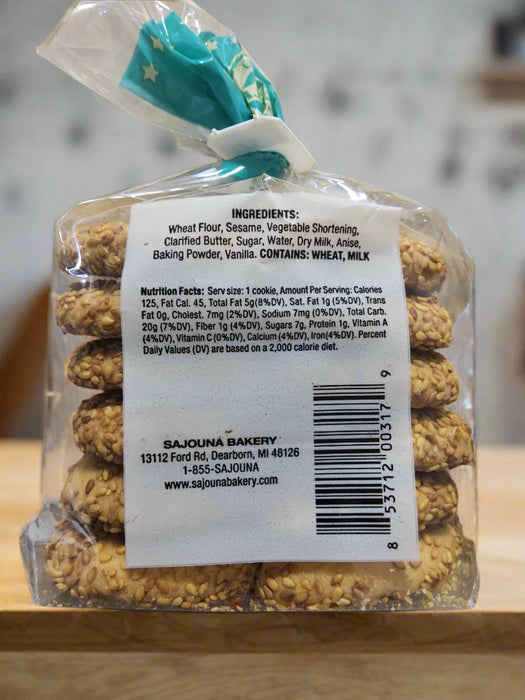 INGREDIENTS:
Wheat Flour, Sesame, Vegetable Shortening,
Clarified Butter, Sugar, Water, Dry Milk, Anise,
Baking Powder, Vanilla. CONTAINS: WHEAT, MILK
Nutrition Facts: Serv size: 1 cookie, Amount Per Serving: Calories
125, Fat Cal. 45, Total Fat 5g(8%DV), Sat. Fat 1g (5%DV), Trans
Fat 0g, Cholest. 7mg (2%DV), Sodium 7mg (0%DV), Total Carb.
20g (7%DV), Fiber 1g (4%DV), Sugars 7g, Protein 1g, Vitamin A
(4%DV), Vitamin C (0%DV), Calcium (4%DV), Iron(4%DV). Percent
Daily Values (DV) are based on a 2,000 calorie diet.
SAJOUNA BAKERY
13112 Ford Rd, Dearborn, MI 48126
1-855-SAJOUNA
www.sajounabakery.com
8 53712 00317 9